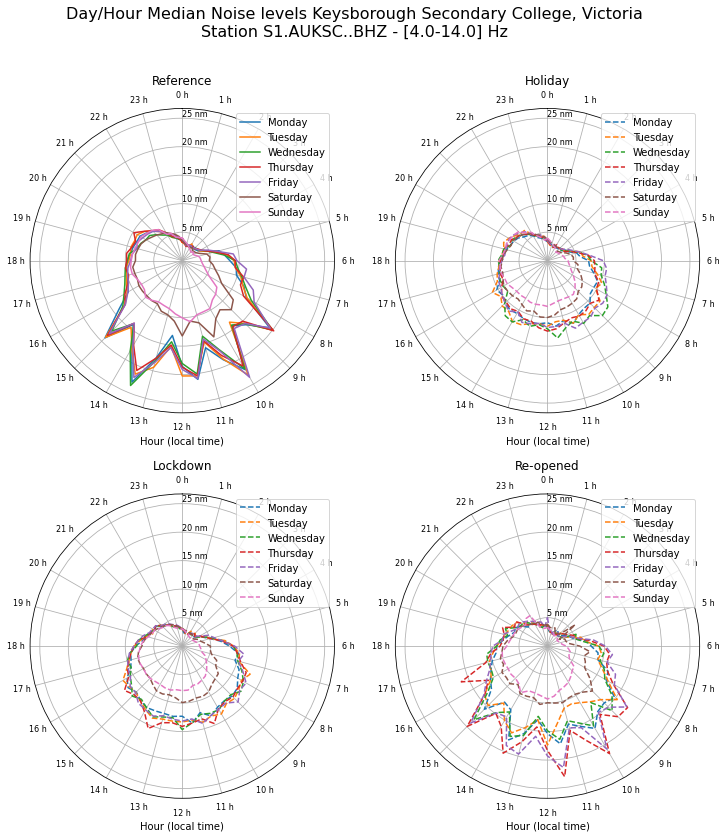 Day/Hour Median Noise levels Keysborough Secondary College, Victoria
Station S1.AUKSC..BHZ - [4.0-14.0] Hz
Reference
0 h
1 h
5 h
6 h
7 h
8 h
9 h
10 h
11 h
12 h
13 h
14 h
15 h
16 h
17 h
18 h
19 h
20 h
21 h
22 h
23 h
25 nm
20 nm
15 nm
10 nm
5 nm
Monday
Tuesday
Wednesday
Thursday
Friday
Saturday
Sunday
Hour (local time)
Holiday
0 h
1 h
5 h
6 h
7 h
8 h
9 h
10 h
11 h
12 h
13 h
14 h
15 h
16 h
17 h
18 h
19 h
20 h
21 h
22 h
23 h
25 nm
20 nm
15 nm
10 nm
5 nm
Monday
Tuesday
Wednesday
Thursday
Friday
Saturday
Sunday
Hour (local time)
Lockdown
0 h
1 h
5 h
6 h
7 h
8 h
9 h
10 h
11 h
12 h
13 h
14 h
15 h
16 h
17 h
18 h
19 h
20 h
21 h
22 h
23 h
25 nm
20 nm
15 nm
10 nm
5 nm
Monday
Tuesday
Wednesday
Thursday
Friday
Saturday
Sunday
Hour (local time)
Re-opened
0 h
1 h
5 h
6 h
7 h
8 h
9 h
10 h
11 h
12 h
13 h
14 h
15 h
16 h
17 h
18 h
19 h
20 h
21 h
22 h
23 h
25 nm
20 nm
15 nm
10 nm
5 nm
Monday
Tuesday
Wednesday
Thursday
Friday
Saturday
Sunday
Hour (local time)